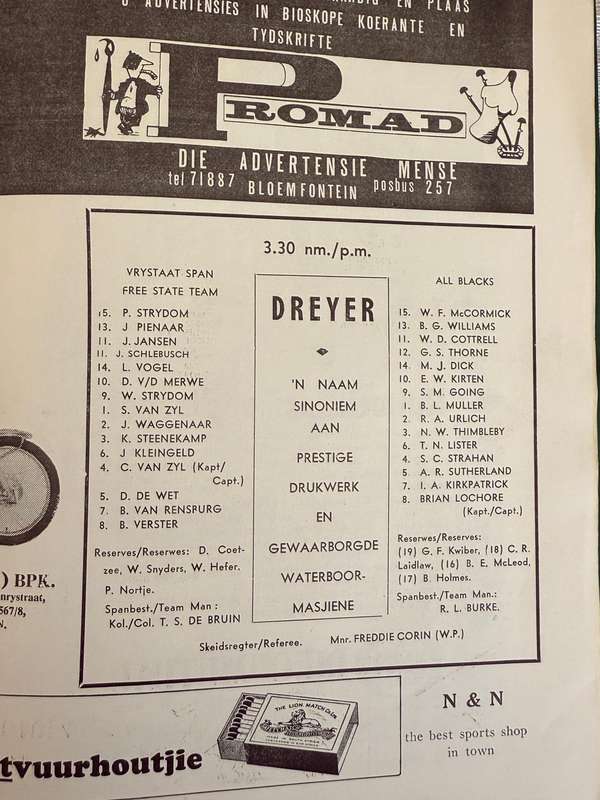 & ADVERTENSIES IN BIOSKOPE KOERANTE EN
TYDSKRIFTE
PROMAD
DIE ADVERTENSIE MENSE
tel 71887 BLOEMFONTEIN posbus 257
3.30 nm./p.m.
VRYSTAAT SPAN
FREE STATE TEAM
15. P. STRYDOM
13. J PIENAAR
11. J. JANSEN
11. J. SCHLEBUSCH
14. L. VOGEL
10. D. V/D MERWE
9. W. STRYDOM
1. S. VAN ZYL
2. J. WAGGENAAR
3. K. STEENEKAMP
6. J KLEINGELD
4. C. VAN ZYL (Kapt/
Capt.)
5. D. DE WET
7. B. VAN RENSPURG
8. B. VERSTER
Reserves/Reserwes: D. Coet-
zee, W. Snyders, W. Hefer.
P. Nortje.
Spanbest./Team Man :
Kol./Col. T. S. DE BRUIN
DREYER
'N NAAM
SINONIEM
AAN
PRESTIGE
DRUKWERK
EN
GEWAARBORGDE
WATERBOOR-
MASJIENE
ALL BLACKS
15. W. F. McCORMICK
13. B. G. WILLIAMS
11. W. D. COTTRELL
12. G. S. THORNE
14. M. J. DICK
10. E. W. KIRTEN
9. S. M. GOING
1. B. L. MULLER
2. R. A. URLICH
3. N. W. THIMBLEBY
6. T. N. LISTER
4. S. C. STRAHAN
5. A. R. SUTHERLAND
7. I. A. KIRKPATRICK
8 BRIAN LOCHORE
(Kapt./Capt.)
Reserwes/Reserves:
(19) G. F. Kwiber, (18) C. R.
Laidlaw, (16) B. E. McLeod,
(17) B. Holmes.
Spanbest./Team Man.:
R. L. BURKE.
Skeidsregter/Referee. Mnr. FREDDIE CORIN (W.P.)
) BPK.
nrystraat,
567/8,
N.
tvuurhoutjie
THE LION MATCH
N & N
the best sports shop
in town